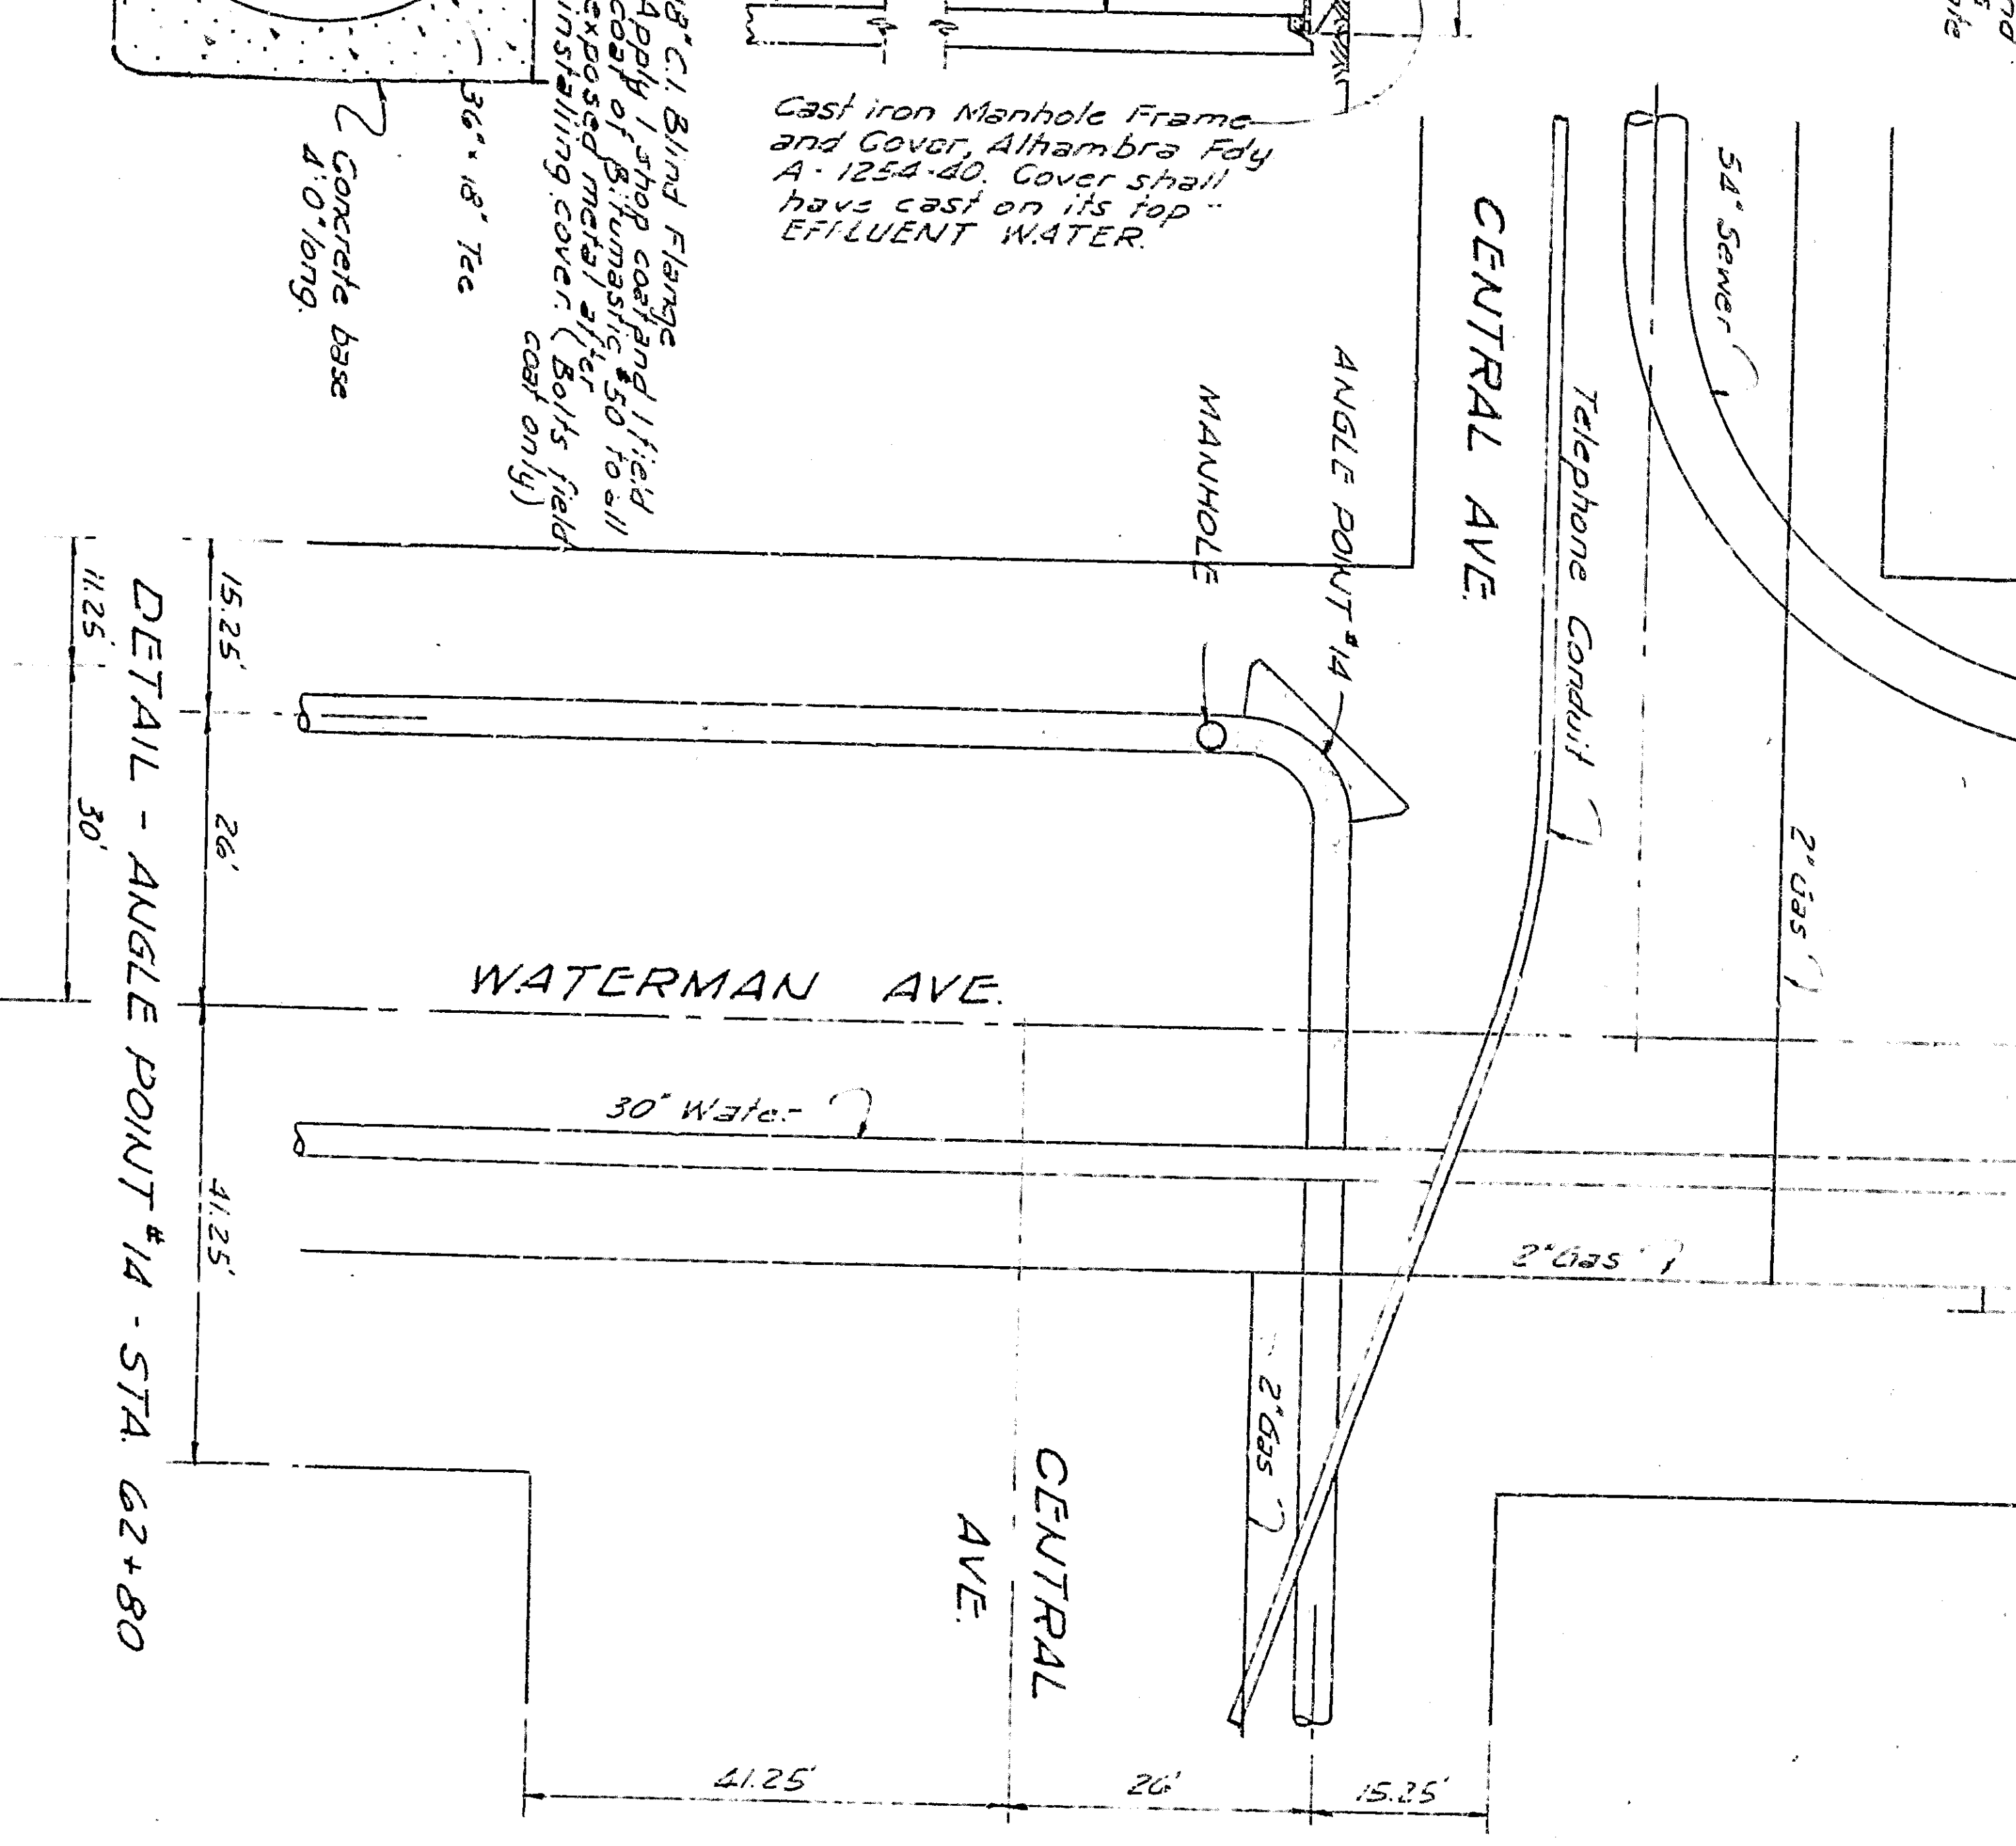 Cast iron Manhole Frame
and Cover, Alhambra Fdy
A-1254-40. Cover shall
have cast on its top "
EFFLUENT WATER.
18" C.I. Blind Flange
Apply 1 shop coat and 1 field
coat of Bitumastic #50 to all
exposed metal after
installing cover. (Bolts field
coat only)
36" x 18" Tee
Concrete base
4'0" long.
CENTRAL AVE.
54" Sewer
Telephone Conduit
ANGLE POINT #14
MANHOLE
2" Gas
WATERMAN AVE.
30" Water
2" Gas
2" Gas
CENTRAL
AVE.
15.25'
26'
41.25'
11.25'
30'
DETAIL - ANGLE POINT #14 - STA. 62+80
41.25'
26'
15.25'